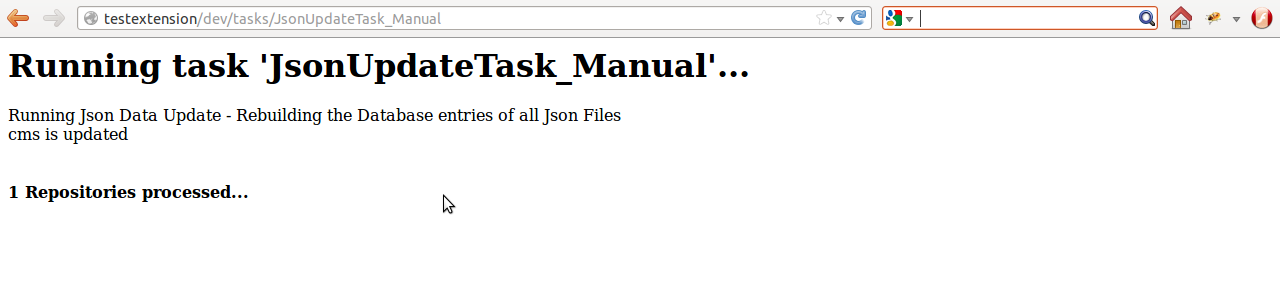 testextension/dev/tasks/JsonUpdateTask_Manual
Running task 'JsonUpdateTask_Manual'...
Running Json Data Update - Rebuilding the Database entries of all Json Files
cms is updated
1 Repositories processed...